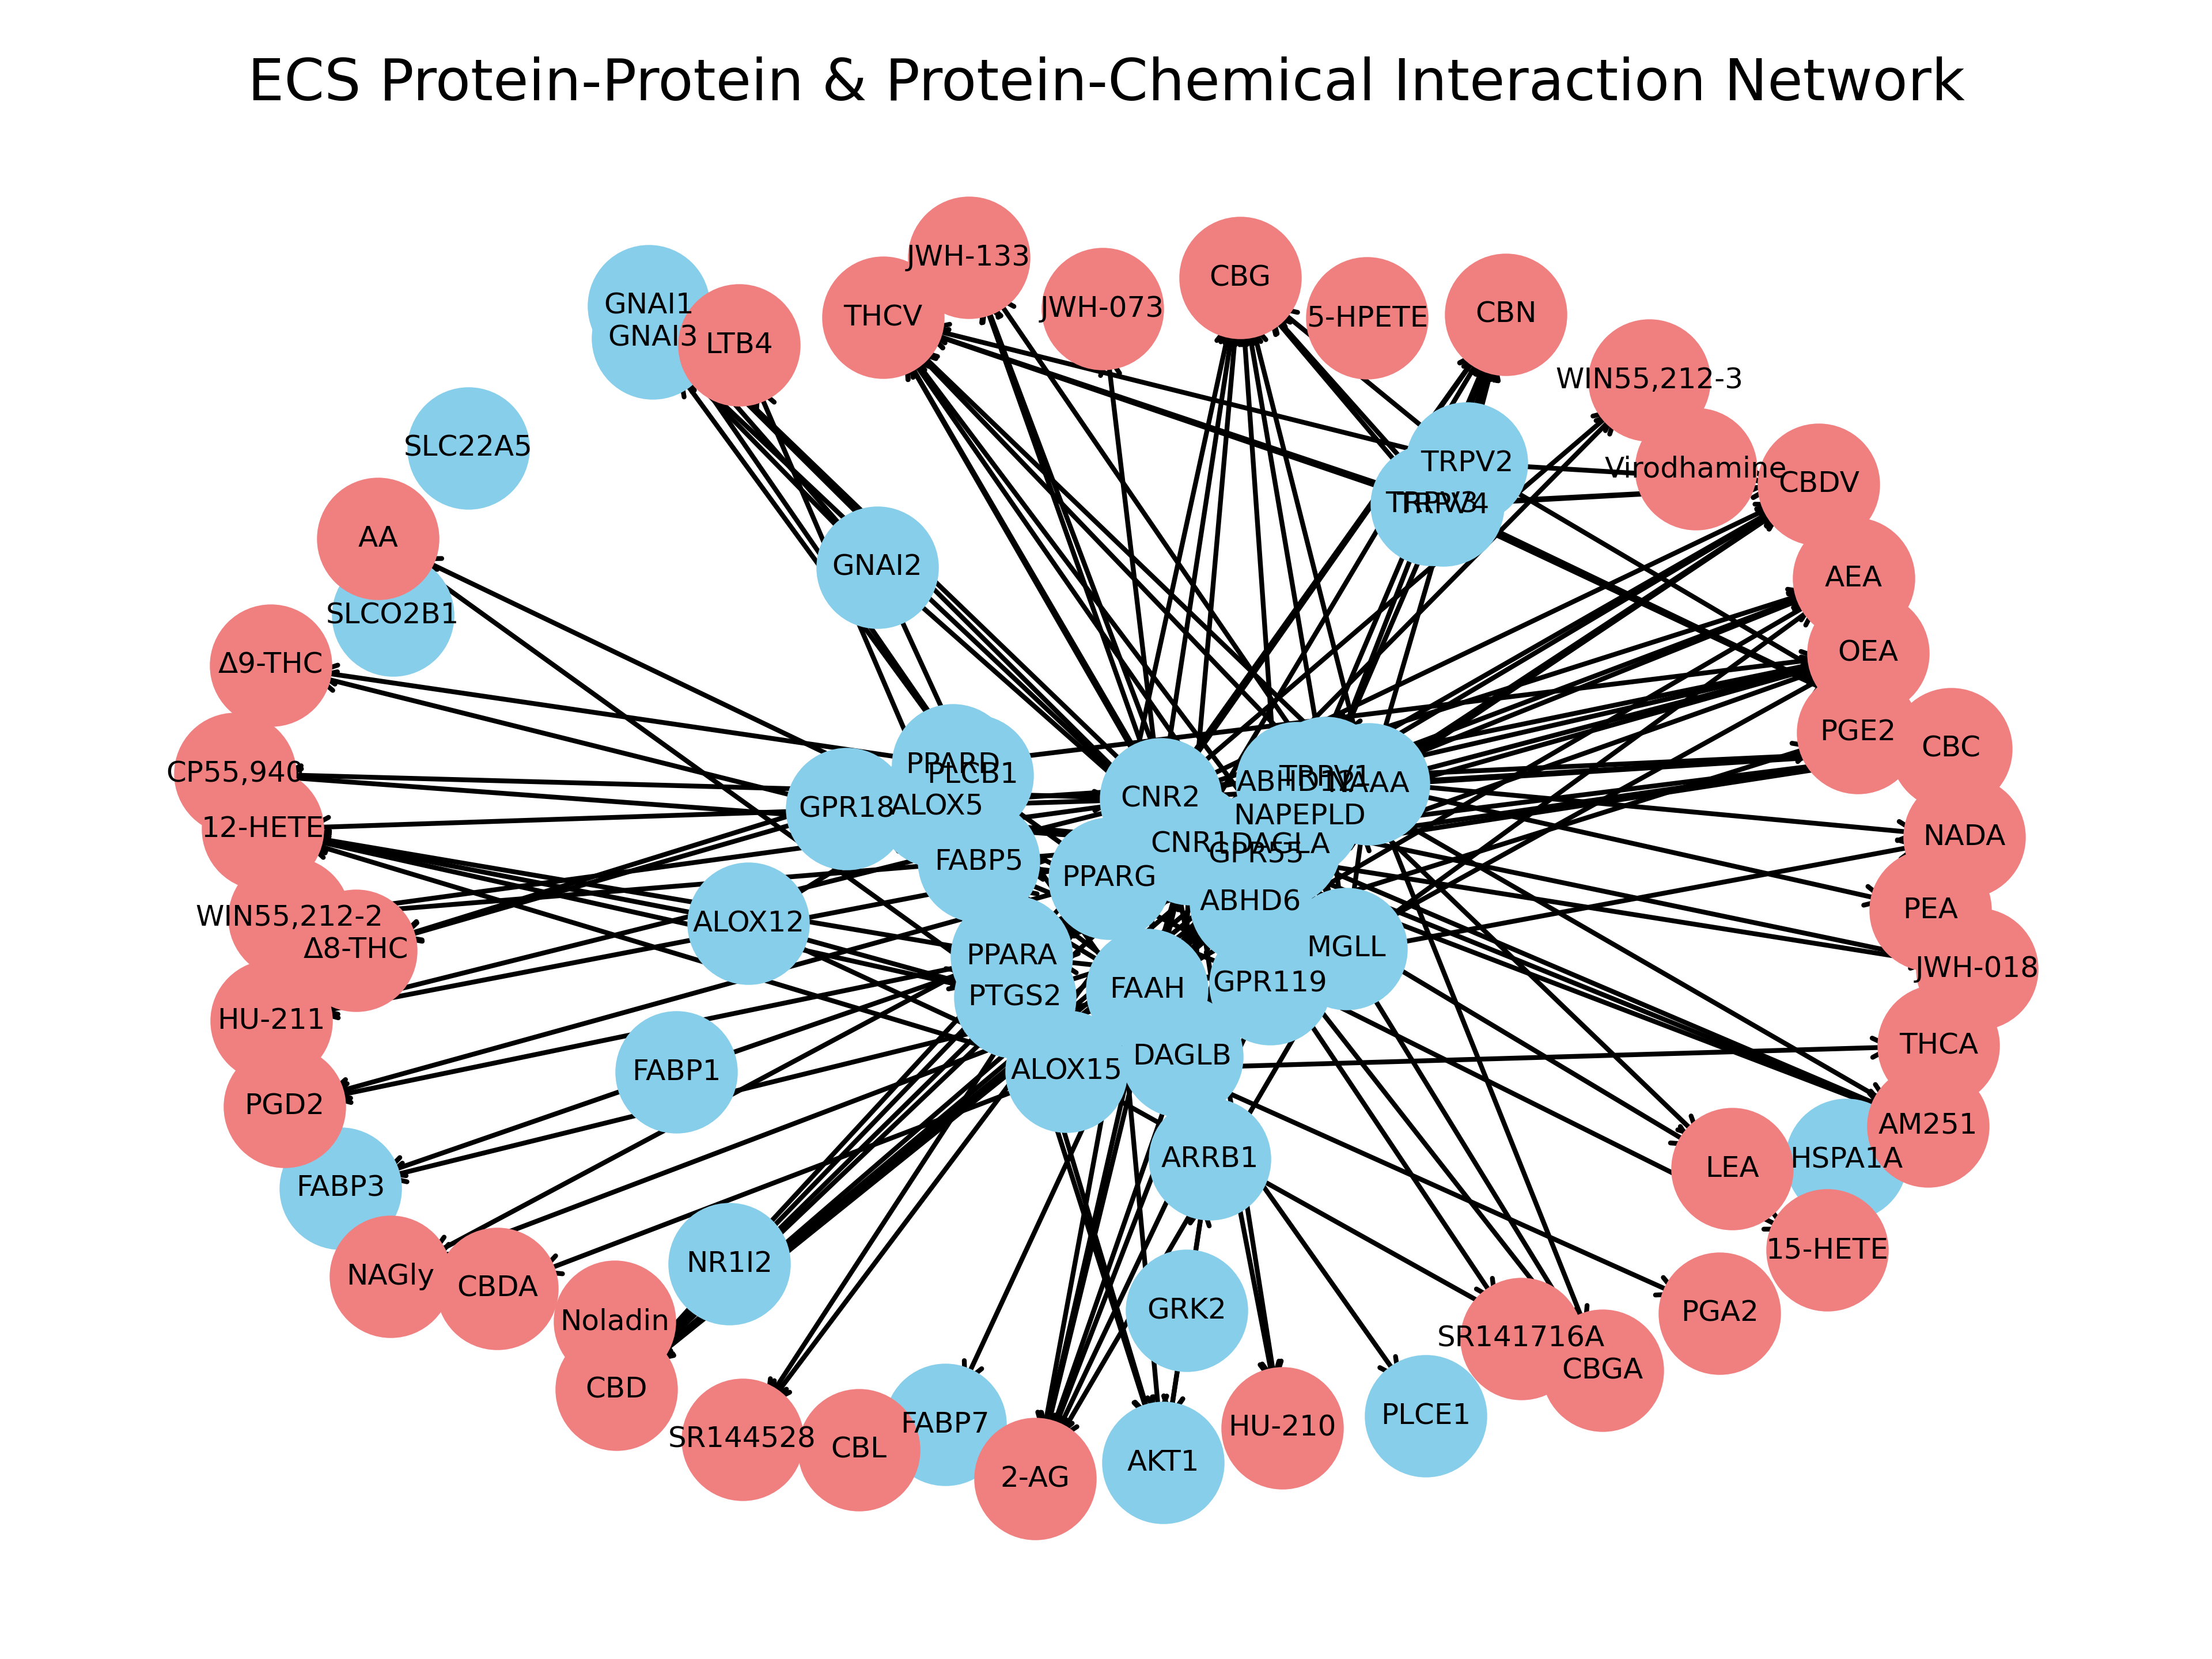 ECS Protein-Protein & Protein-Chemical Interaction Network
JWH-133
CBG
GNAI1
JWH-073
THCV
5-HPETE
CBN
GNAI3
LTB4
WIN55,212-3
SLC22A5
TRPV2
Virodhamine
CBDV
TRPV3
TRPV4
AA
GNAI2
AEA
SLCO2B1
Δ9-THC
OEA
PGE2
CBC
PPARD
PLCB1
CP55,940
TRPV1
ABHD12
NAAA
CNR2
GPR18
ALOX5
NAPEPLD
12-HETE
NADA
CNR1
DAGLA
GPR55
FABP5
PPARG
ABHD6
PEA
WIN55,212-2
ALOX12
Δ8-THC
MGLL
PPARA
JWH-018
GPR119
FAAH
PTGS2
HU-211
THCA
DAGLB
ALOX15
FABP1
PGD2
AM251
ARRB1
HSPA1A
LEA
FABP3
15-HETE
NR1I2
NAGly
CBDA
GRK2
PGA2
Noladin
SR141716A
CBGA
CBD
PLCE1
FABP7
HU-210
SR144528
CBL
AKT1
2-AG